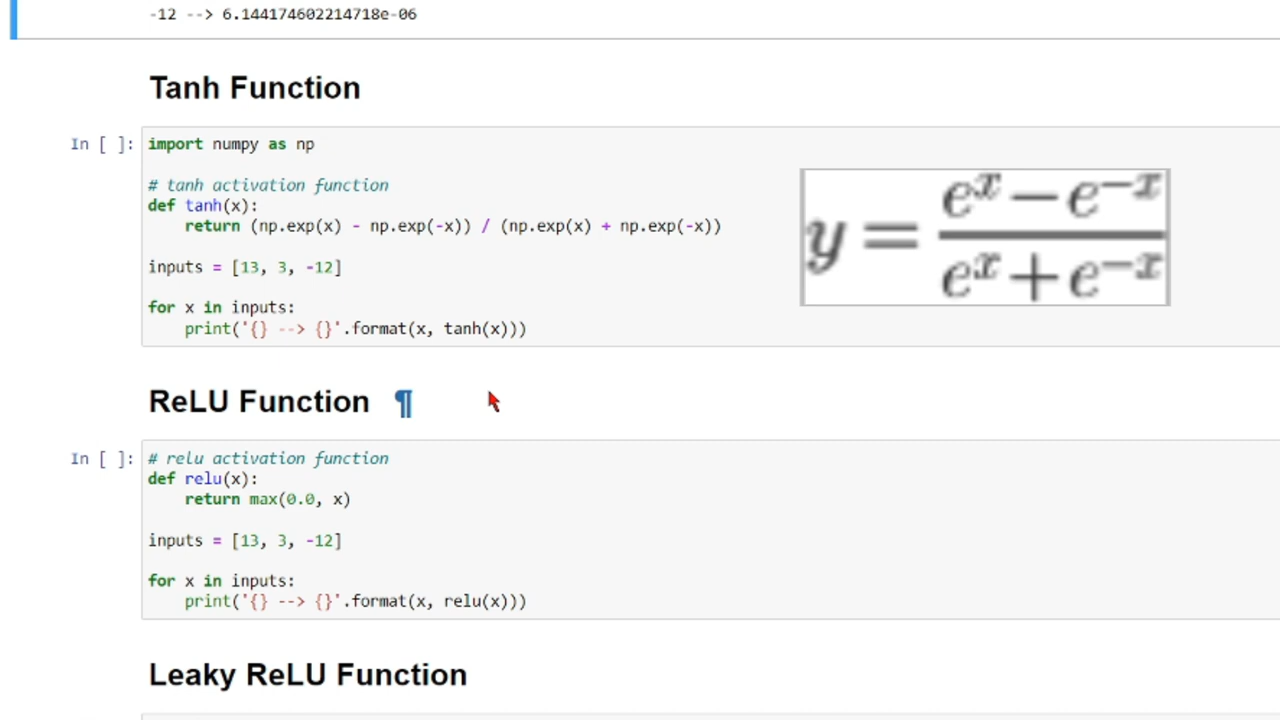 -12 --> 6.144174602214718e-06
Tanh Function
In [ ]:
import numpy as np
# tanh activation function
def tanh(x):
    return (np.exp(x) - np.exp(-x)) / (np.exp(x) + np.exp(-x))
inputs = [13, 3, -12]
for x in inputs:
    print('{} --> {}'.format(x, tanh(x)))
y = (e^x − e^−x) / (e^x + e^−x)
ReLU Function ¶
In [ ]:
# relu activation function
def relu(x):
    return max(0.0, x)
inputs = [13, 3, -12]
for x in inputs:
    print('{} --> {}'.format(x, relu(x)))
Leaky ReLU Function